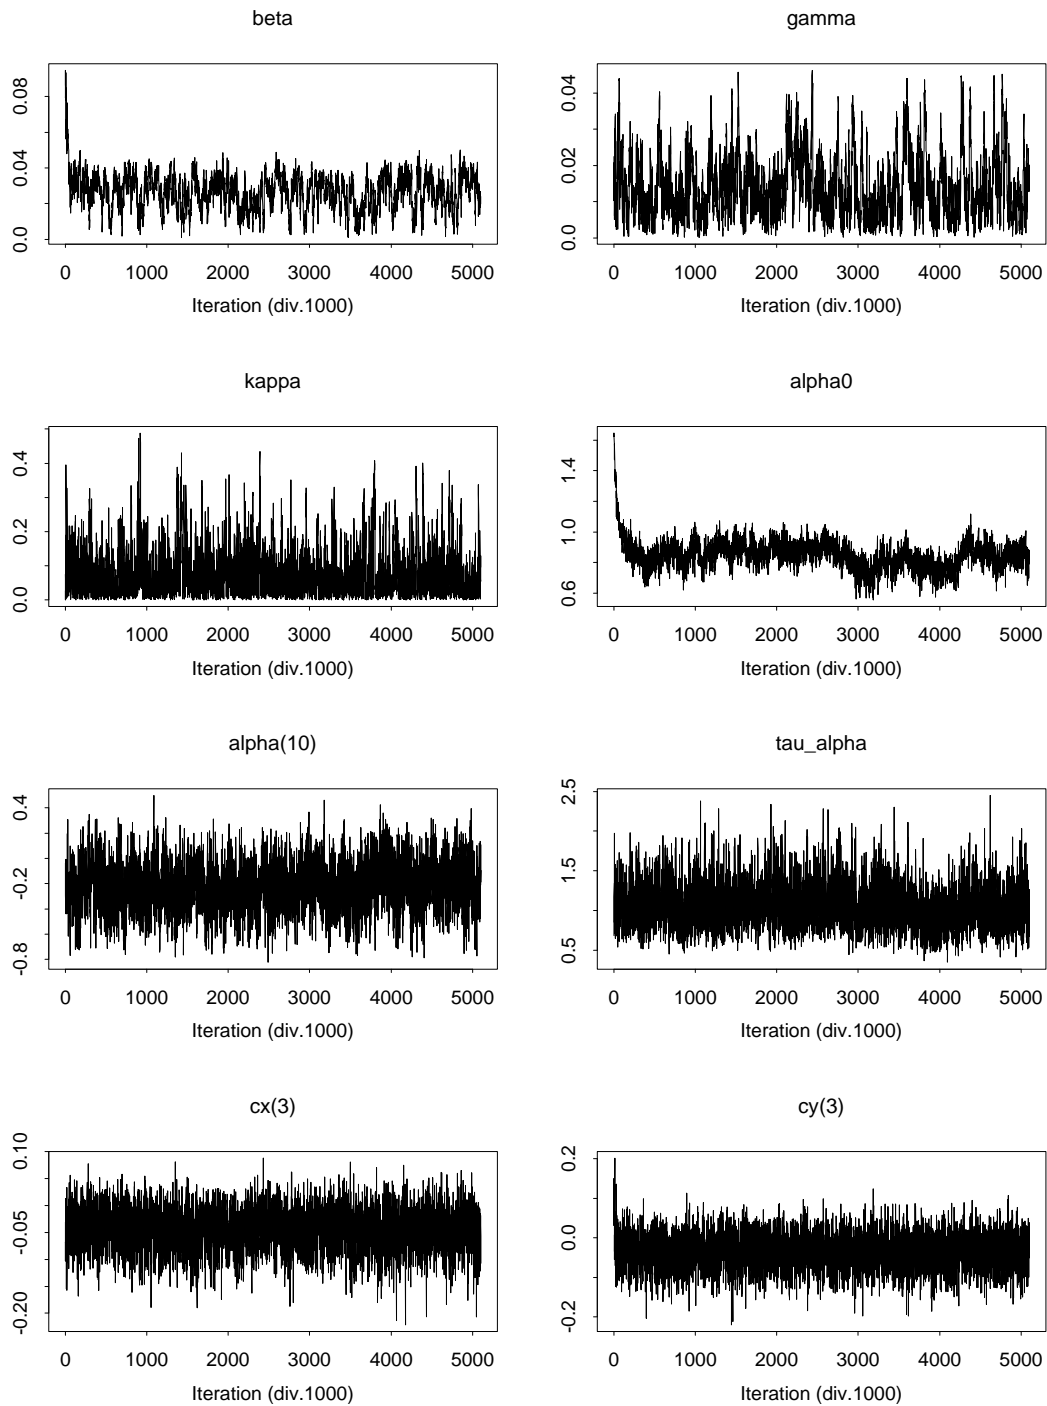 beta
0.08
0.04
0.0
0 1000 2000 3000 4000 5000
Iteration (div.1000)
gamma
0.04
0.02
0.0
0 1000 2000 3000 4000 5000
Iteration (div.1000)
kappa
0.4
0.2
0.0
0 1000 2000 3000 4000 5000
Iteration (div.1000)
alpha0
1.4
1.0
0.6
0 1000 2000 3000 4000 5000
Iteration (div.1000)
alpha(10)
0.4
-0.2
-0.8
0 1000 2000 3000 4000 5000
Iteration (div.1000)
tau_alpha
2.5
1.5
0.5
0 1000 2000 3000 4000 5000
Iteration (div.1000)
cx(3)
0.10
-0.05
-0.20
0 1000 2000 3000 4000 5000
Iteration (div.1000)
cy(3)
0.2
0.0
-0.2
0 1000 2000 3000 4000 5000
Iteration (div.1000)